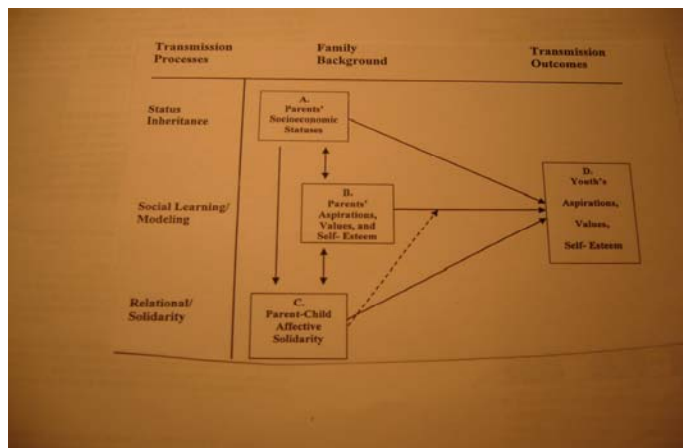 Transmission
Processes
Family
Background
Transmission
Outcomes
Status
Inheritance
A.
Parents'
Socioeconomic
Statuses
Social Learning/
Modeling
B.
Parents'
Aspirations,
Values, and
Self- Esteem
D.
Youth's
Aspirations,
Values,
Self- Esteem
Relational/
Solidarity
C.
Parent-Child
Affective
Solidarity